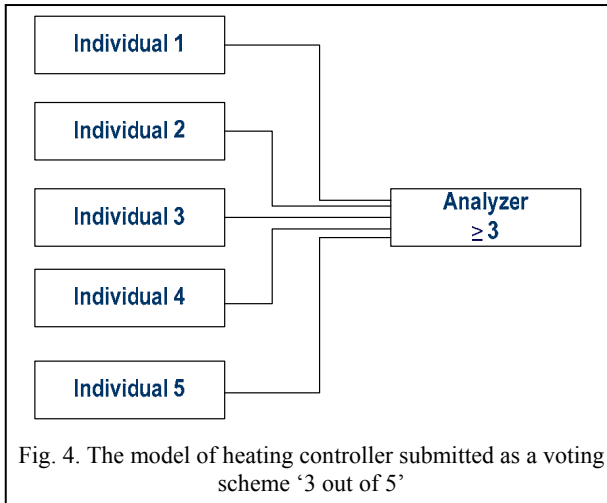 Individual 1
Individual 2
Individual 3
Individual 4
Individual 5
Analyzer
≥ 3
Fig. 4. The model of heating controller submitted as a voting
scheme ‘3 out of 5’